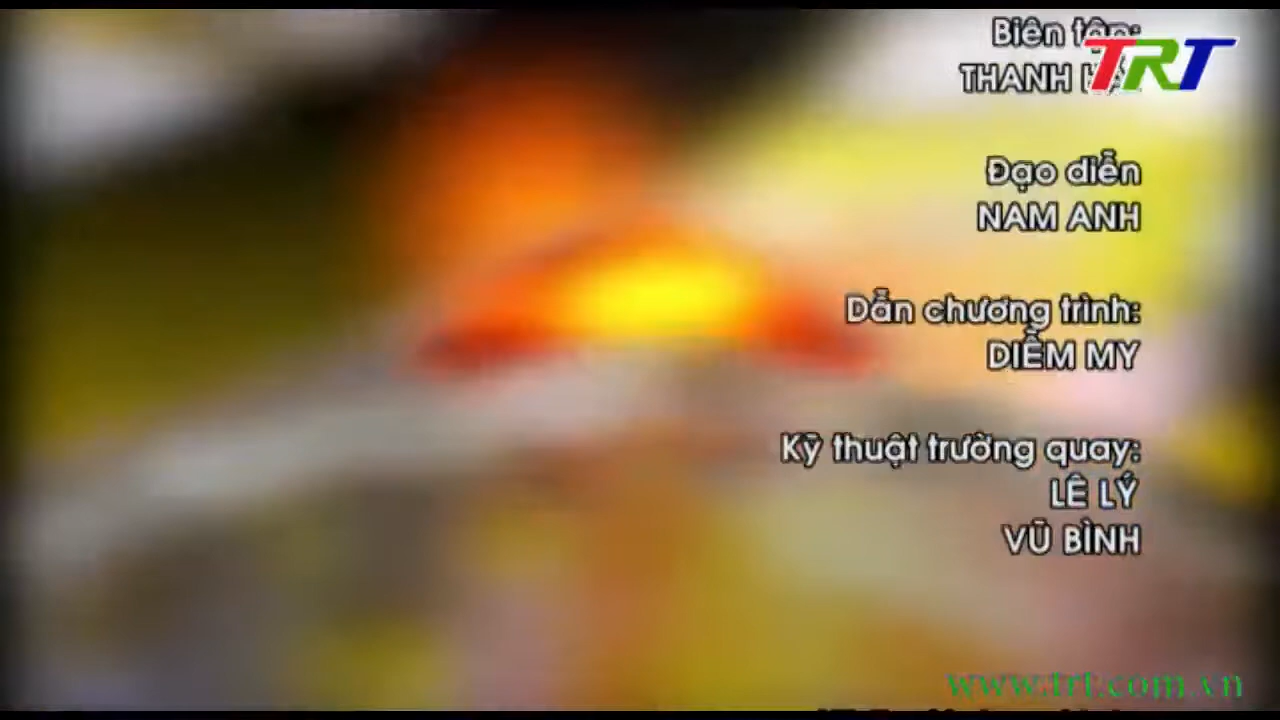 Biên tập:
THANH
TRT
Đạo diễn
NAM ANH
Dẫn chương trình:
DIỄM MY
Kỹ thuật trường quay:
LÊ LÝ
VŨ BÌNH
www.trt.com.vn